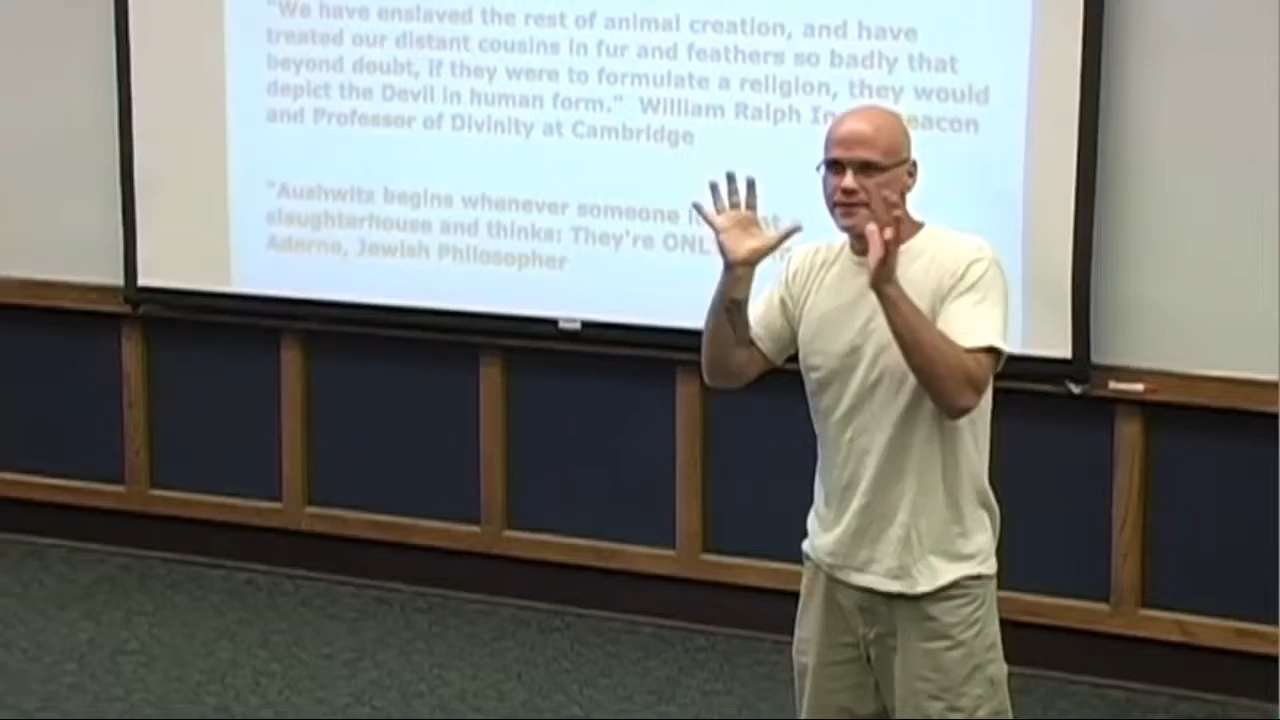 "We have enslaved the rest of animal creation, and have
treated our distant cousins in fur and feathers so badly that
beyond doubt, if they were to formulate a religion, they would
depict the Devil in human form." William Ralph In eacon
and Professor of Divinity at Cambridge
"Aushwitz begins whenever someone
slaughterhouse and thinks: They're
Adorno, Jewish Philosopher